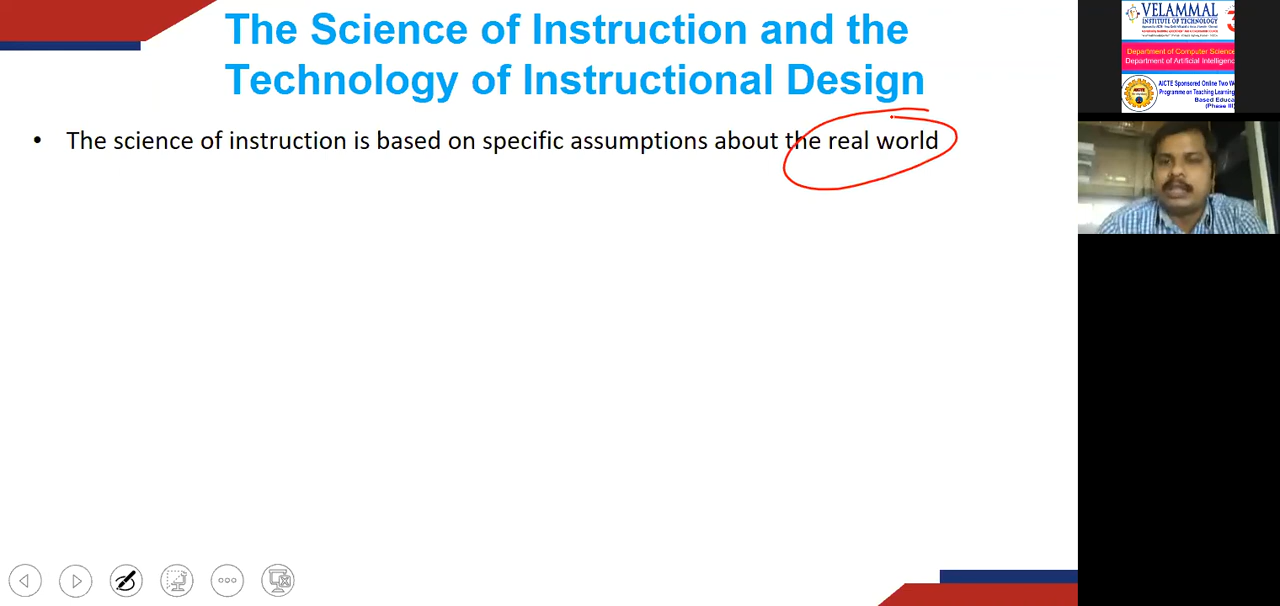 The Science of Instruction and the
Technology of Instructional Design
• The science of instruction is based on specific assumptions about the real world
VELAMMAL
INSTITUTE OF TECHNOLOGY
Department of Computer Science
Department of Artificial Intelligenc
AICTE Sponsored Online Two W
Programme on Teaching Learning
Based Educa
(Phase III)